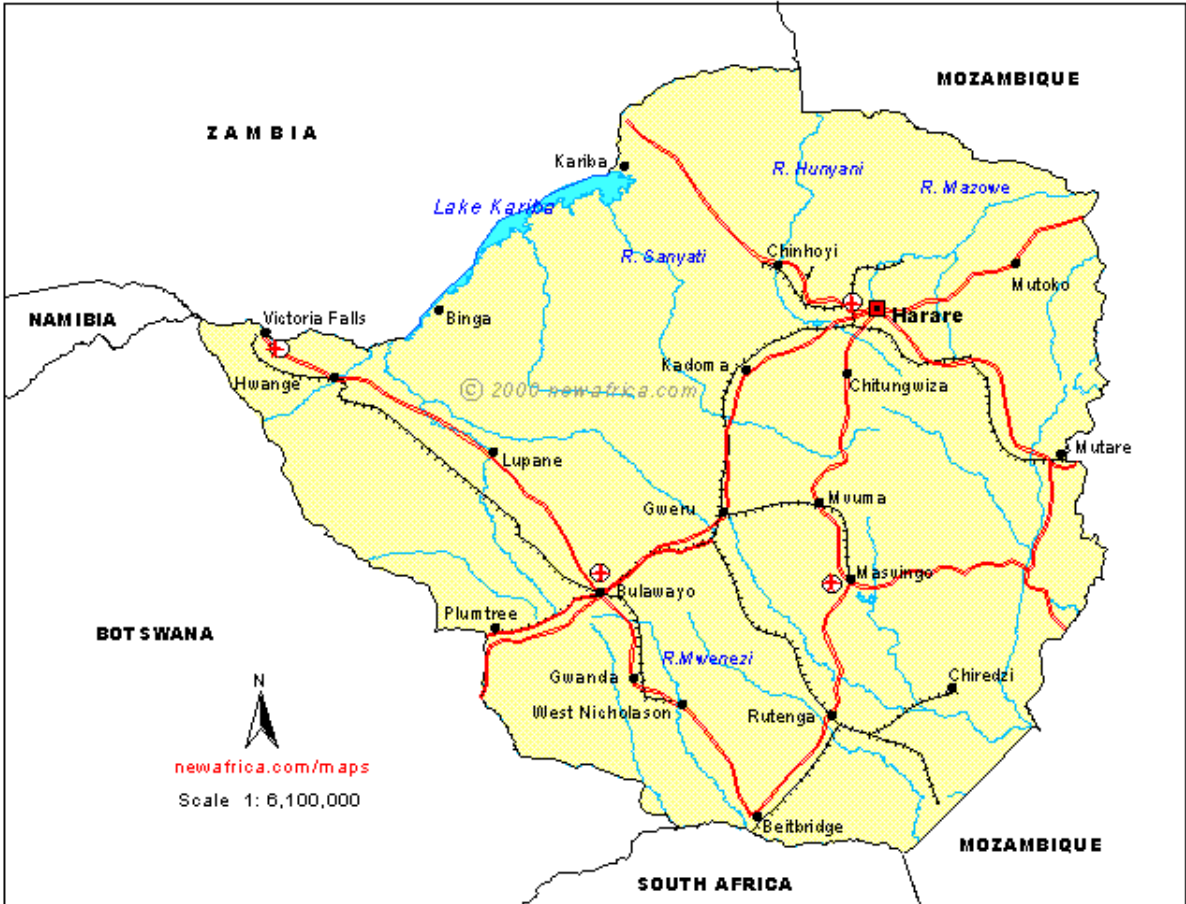 MOZAMBIQUE
ZAMBIA
Kariba
R. Hunyani
R. Mazowe
Lake Kariba
R. Sanyati
Chinhoyi
Mutoko
NAMIBIA
Victoria Falls
Binga
Harare
Kadoma
Hwange
© 2000 newafrica.com
Chitungwiza
Lupane
Mutare
Gweru
Mvuma
Masvingo
Bulawayo
Plumtree
BOTSWANA
R.Mwenezi
Gwanda
Chiredzi
N
West Nicholason
Rutenga
newafrica.com/maps
Scale 1: 6,100,000
Beitbridge
MOZAMBIQUE
SOUTH AFRICA